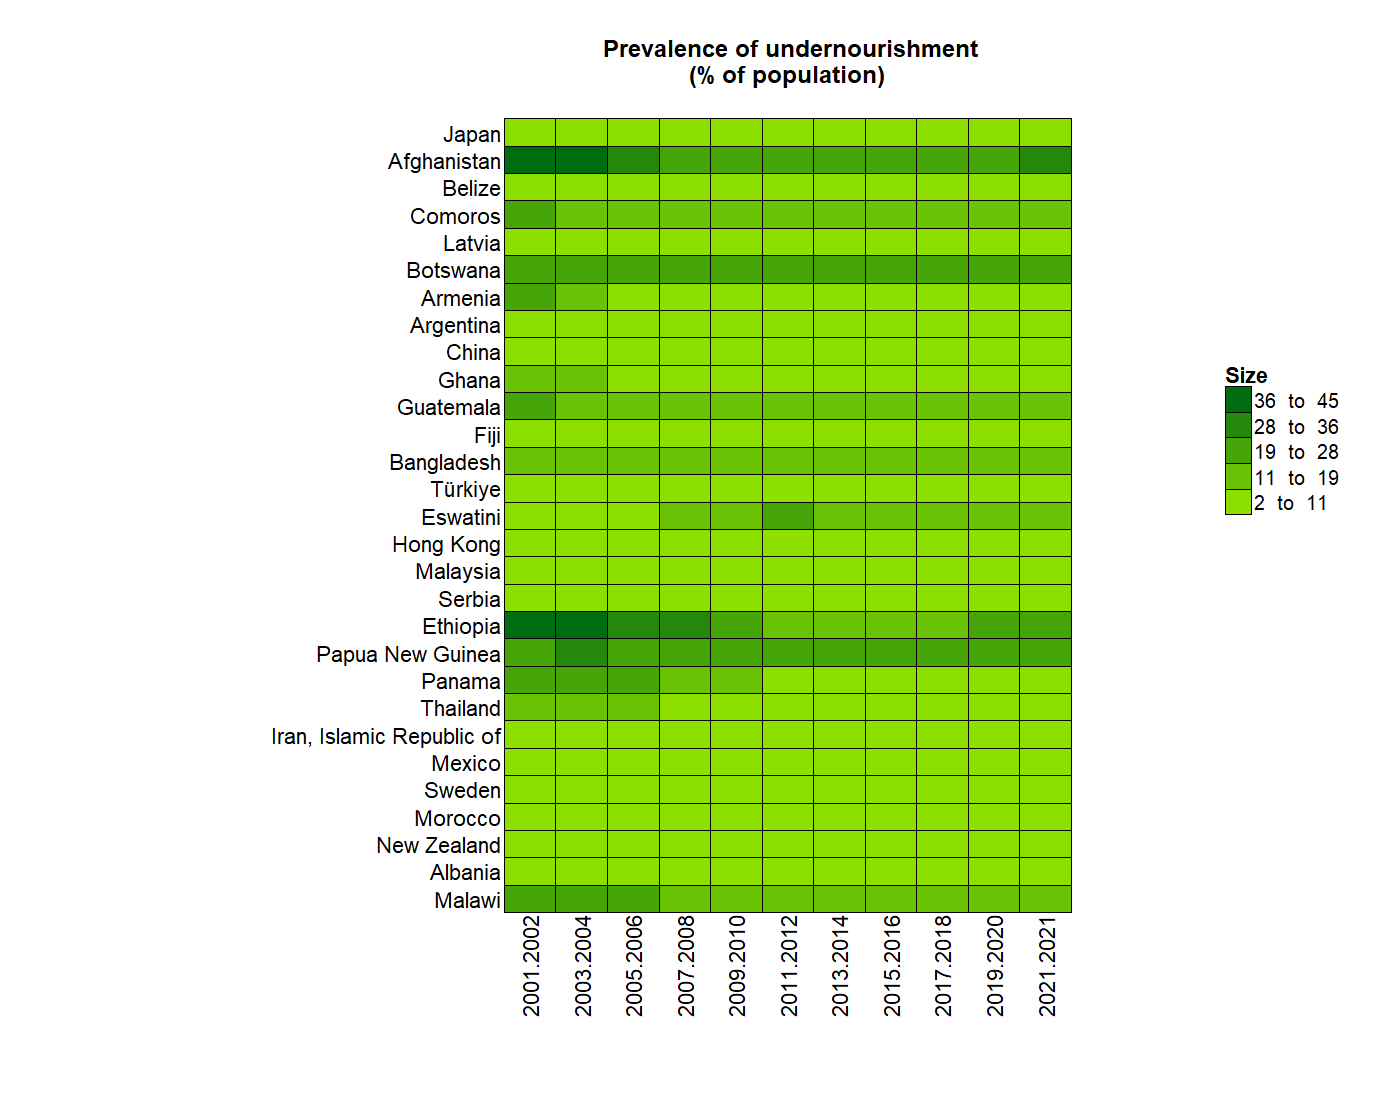 Prevalence of undernourishment
(% of population)
Japan
Afghanistan
Belize
Comoros
Latvia
Botswana
Armenia
Argentina
China
Ghana
Guatemala
Fiji
Bangladesh
Türkiye
Eswatini
Hong Kong
Malaysia
Serbia
Ethiopia
Papua New Guinea
Panama
Thailand
Iran, Islamic Republic of
Mexico
Sweden
Morocco
New Zealand
Albania
Malawi
2001.2002
2003.2004
2005.2006
2007.2008
2009.2010
2011.2012
2013.2014
2015.2016
2017.2018
2019.2020
2021.2021
Size
36 to 45
28 to 36
19 to 28
11 to 19
2 to 11